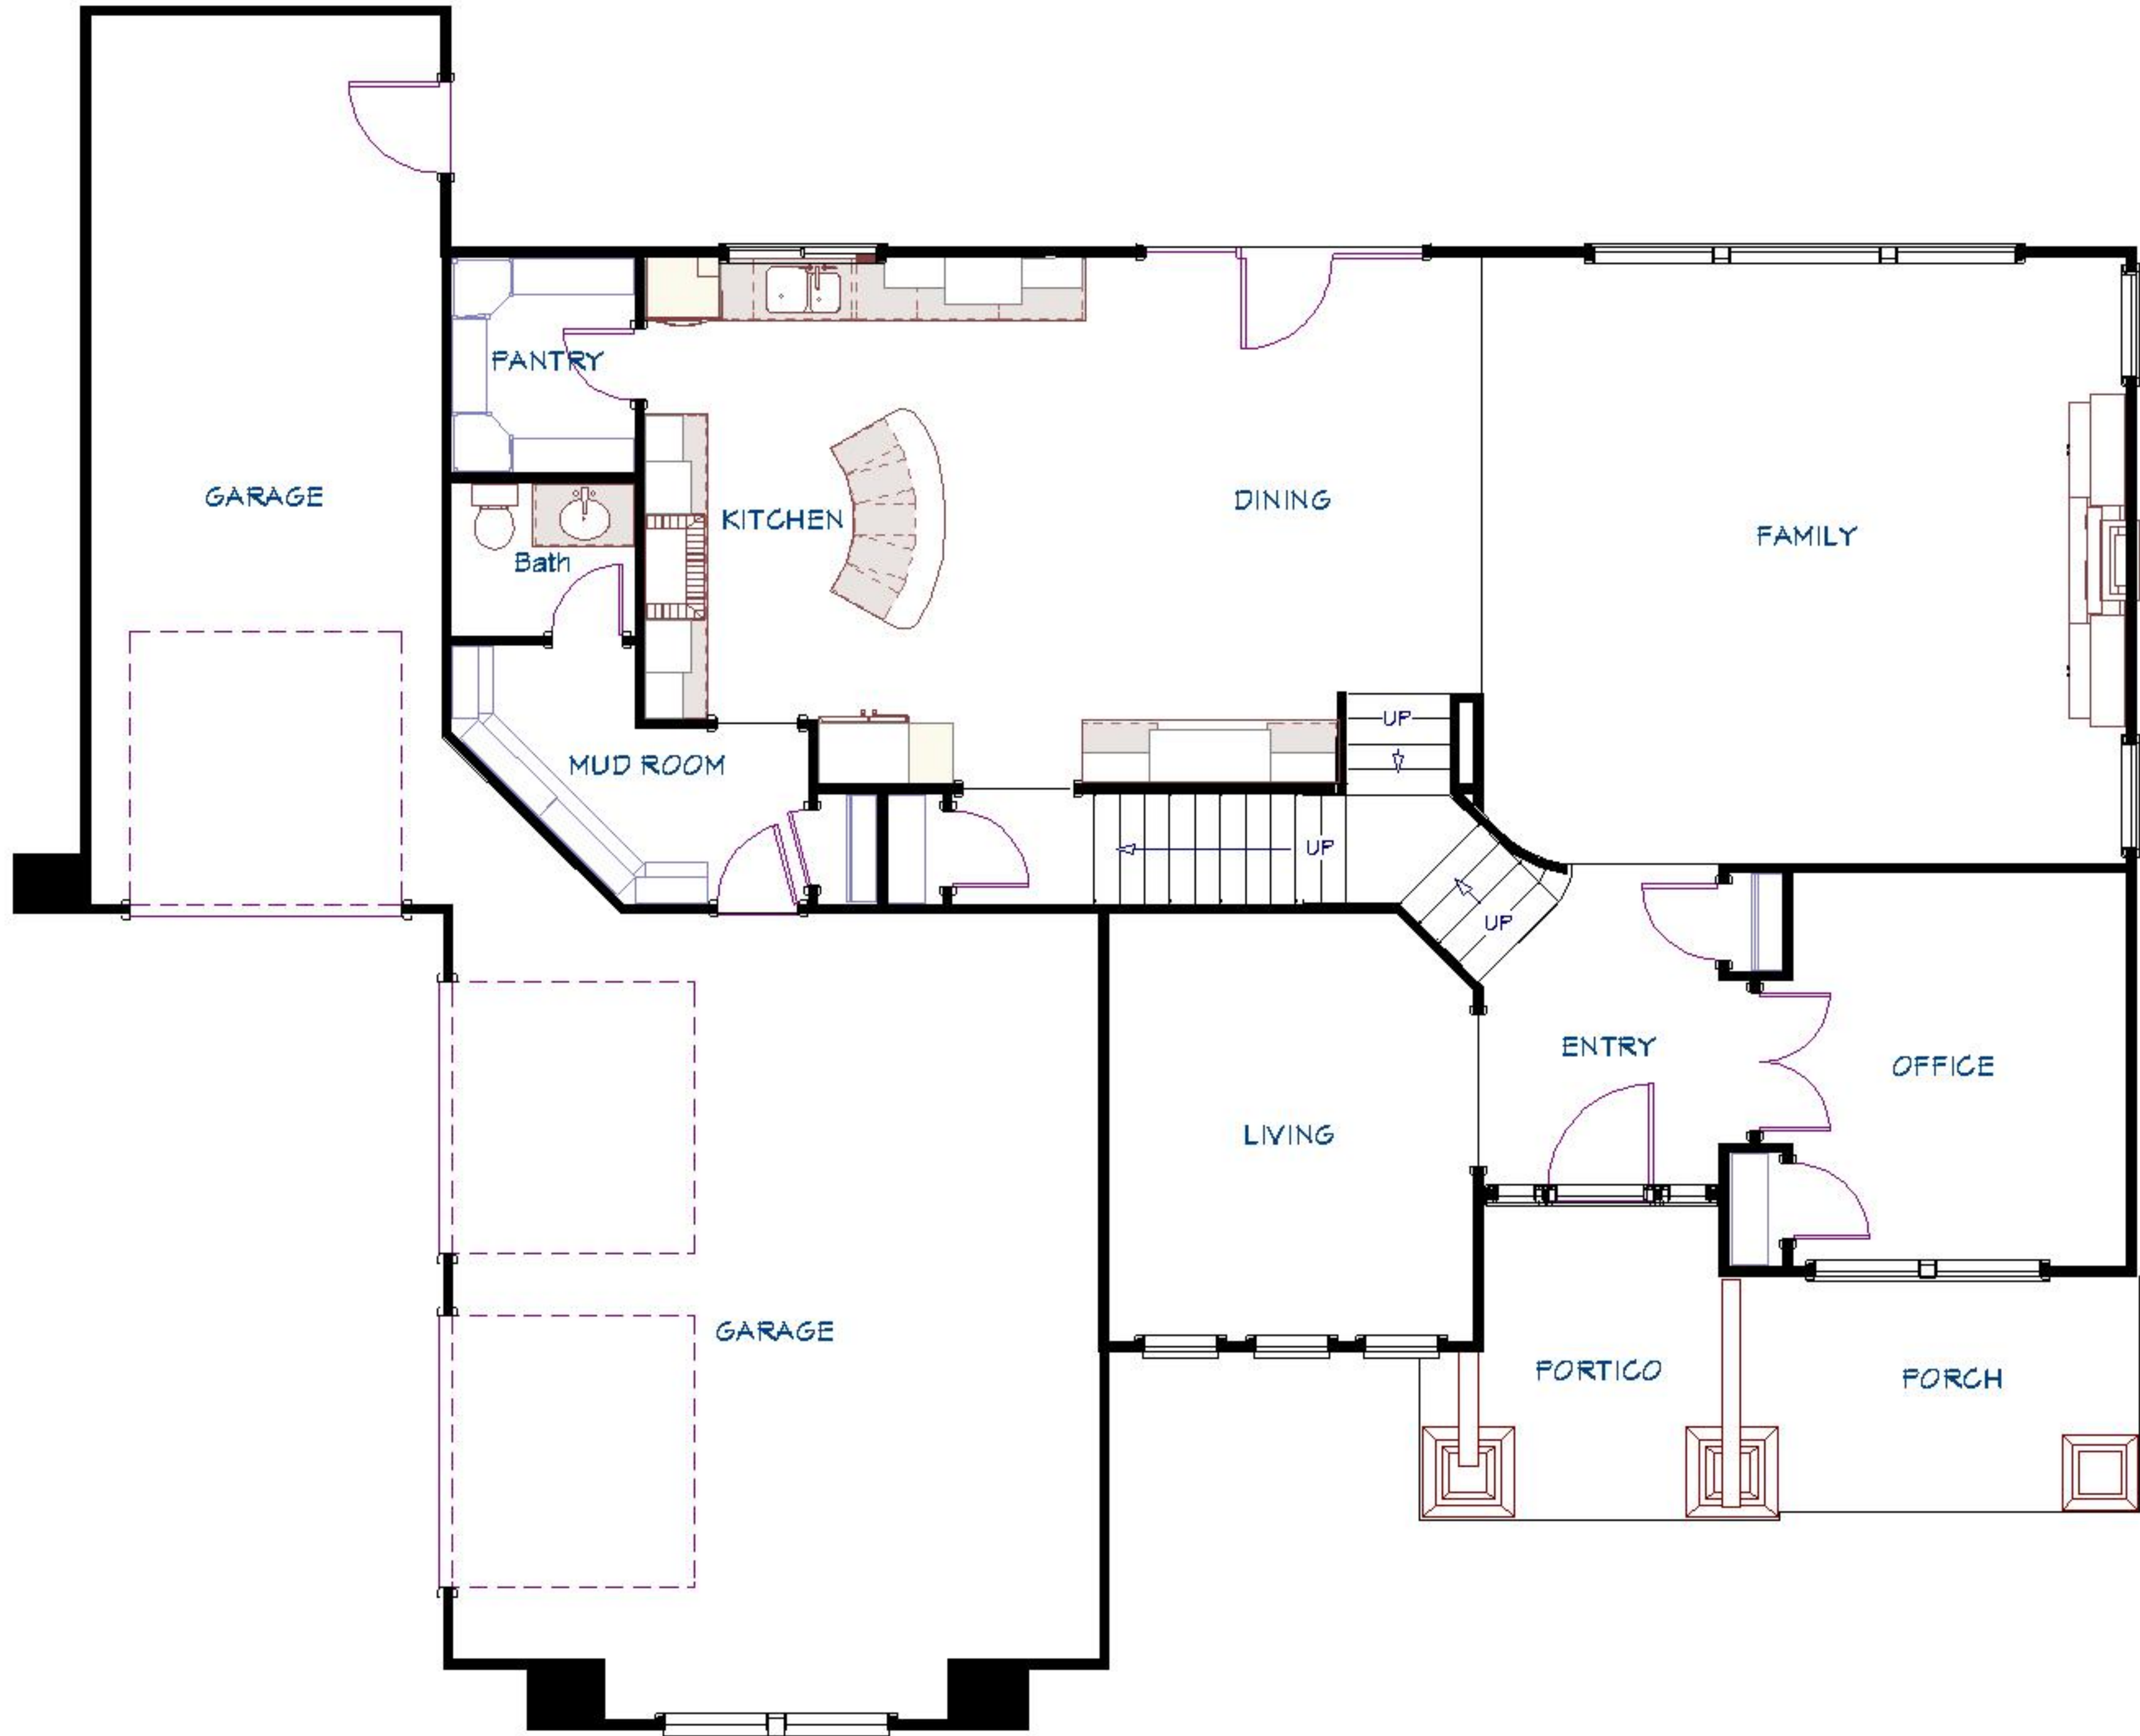 PANTRY
GARAGE
DINING
KITCHEN
FAMILY
Bath
UP
MUD ROOM
UP
UP
ENTRY
OFFICE
LIVING
GARAGE
PORTICO
PORCH